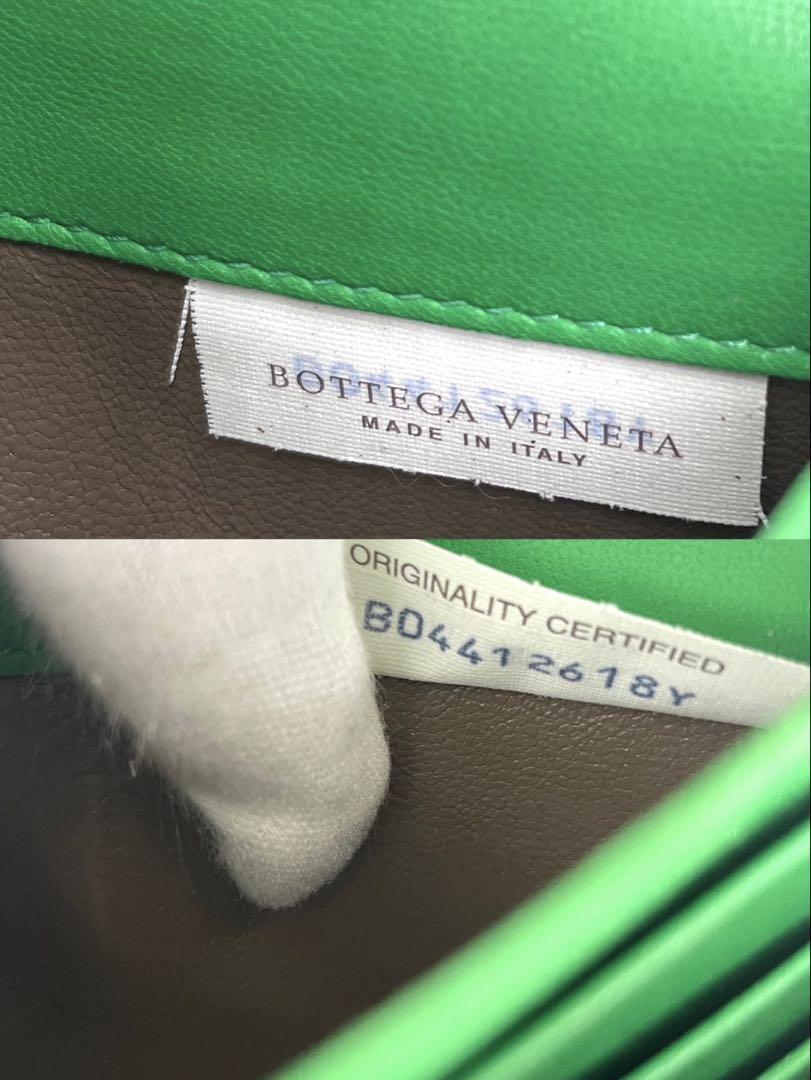 BOTTEGA VENETA
MADE IN ITALY
ORIGINALITY CERTIFIED
B04412618Y